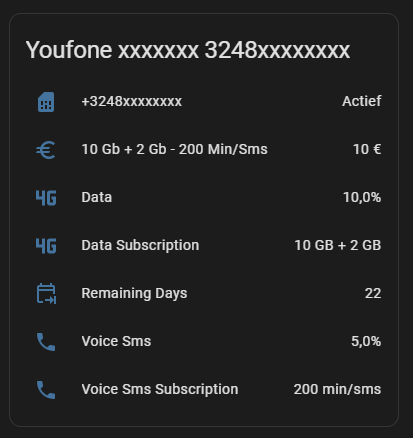 Youfone xxxxxxx 3248xxxxxxxx
+3248xxxxxxxx Actief
10 Gb + 2 Gb - 200 Min/Sms 10 €
4G Data 10,0%
4G Data Subscription 10 GB + 2 GB
Remaining Days 22
Voice Sms 5,0%
Voice Sms Subscription 200 min/sms